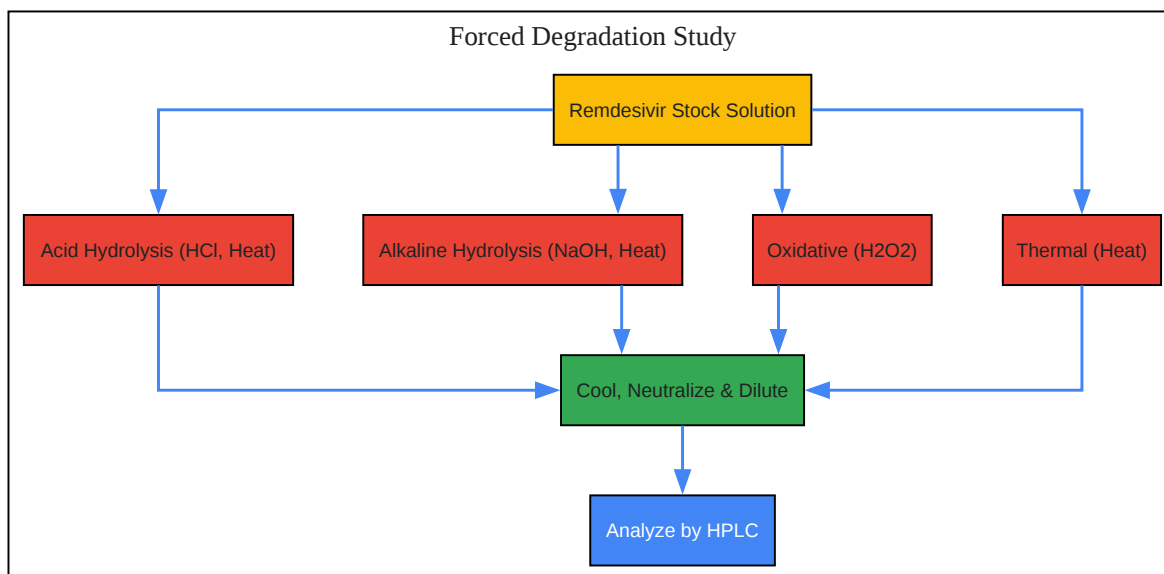 Forced Degradation Study
Remdesivir Stock Solution
Acid Hydrolysis (HCl, Heat)
Alkaline Hydrolysis (NaOH, Heat)
Oxidative (H2O2)
Thermal (Heat)
Cool, Neutralize & Dilute
Analyze by HPLC